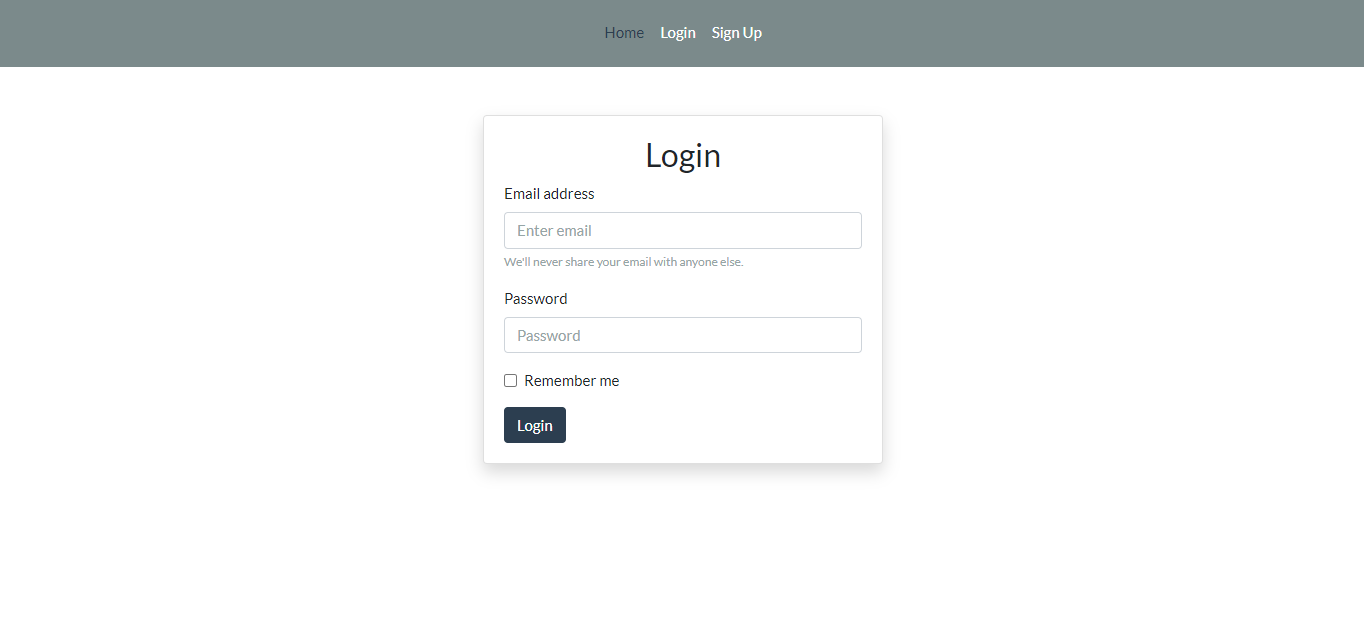 Home Login Sign Up
Login
Email address
Enter email
We'll never share your email with anyone else.
Password
Password
Remember me
Login